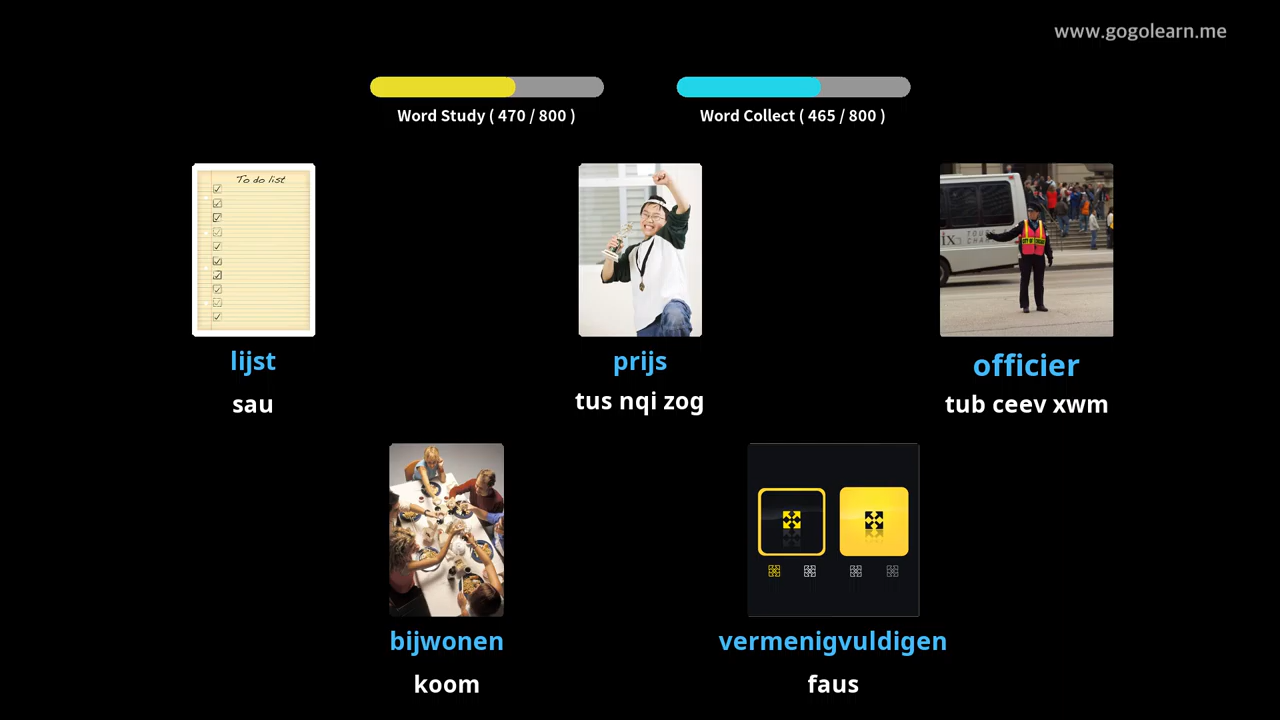 www.gogolearn.me
Word Study ( 470 / 800 )
Word Collect ( 465 / 800 )
To do list
lijst
sau
prijs
tus nqi zog
officier
tub ceev xwm
bijwonen
koom
vermenigvuldigen
faus